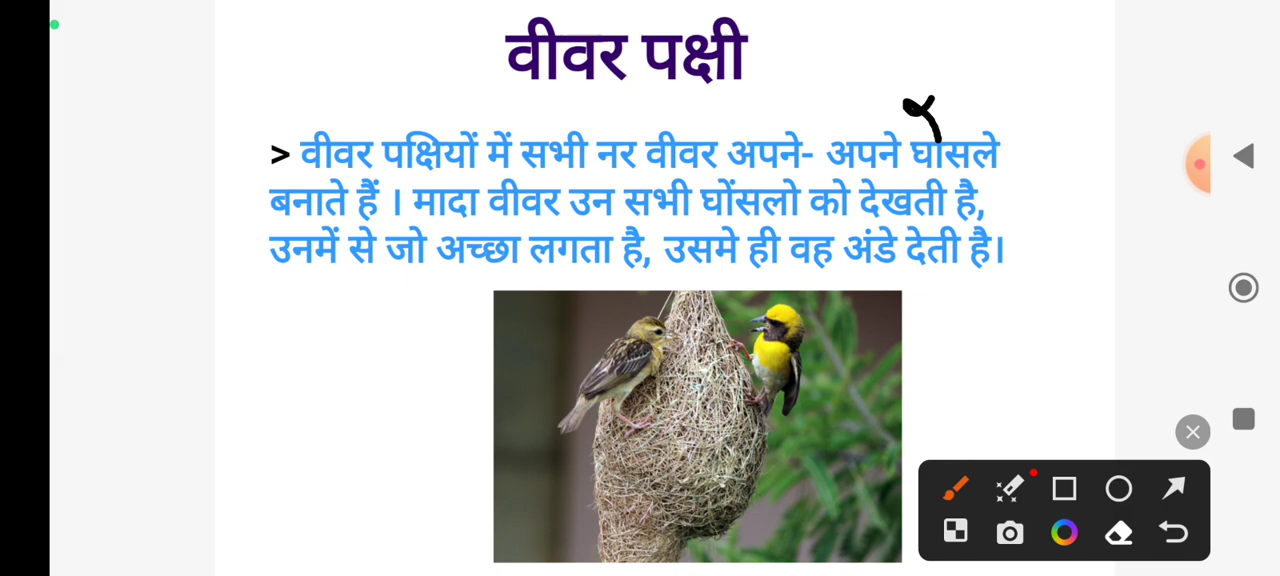 वीवर पक्षी
> वीवर पक्षियों में सभी नर वीवर अपने- अपने घोंसले
बनाते हैं । मादा वीवर उन सभी घोंसलो को देखती है,
उनमें से जो अच्छा लगता है, उसमे ही वह अंडे देती है।